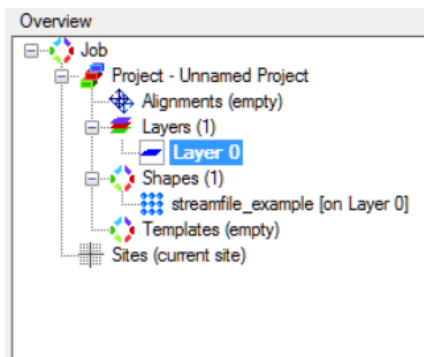 Overview
Job
Project - Unnamed Project
Alignments (empty)
Layers (1)
Layer 0
Shapes (1)
streamfile_example [on Layer 0]
Templates (empty)
Sites (current site)